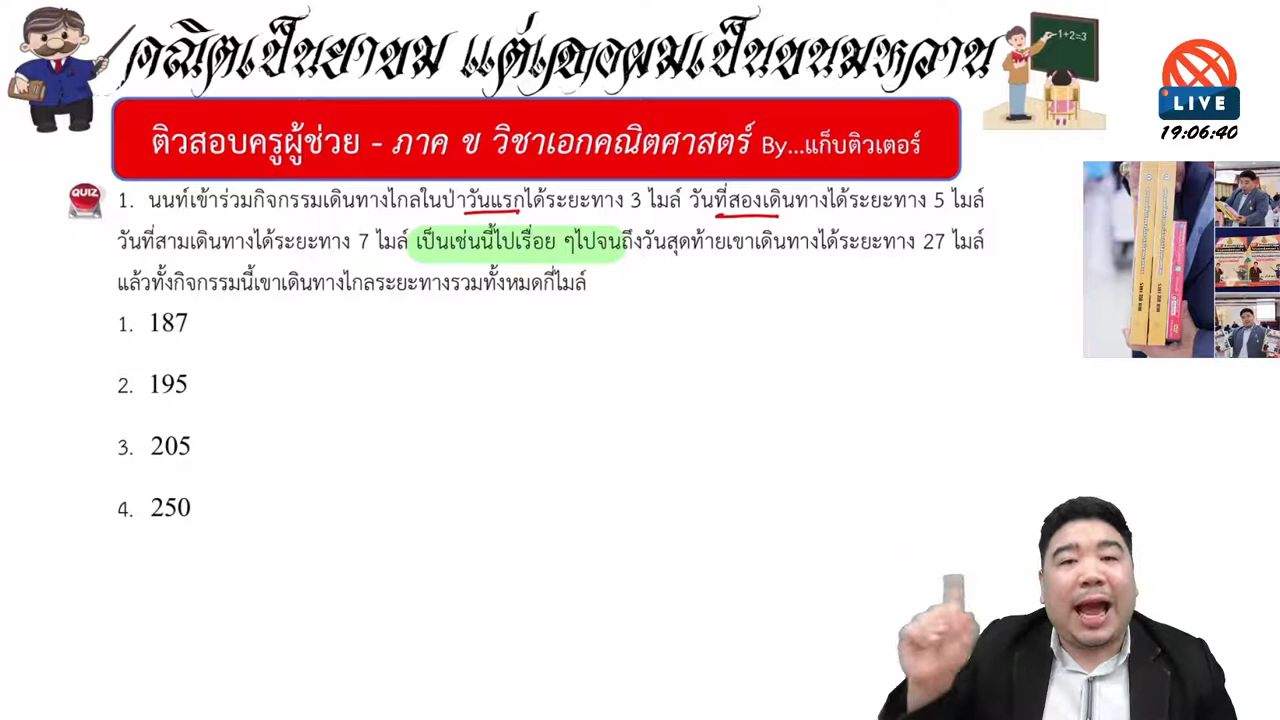 คณิตเป็นยาขม แต่เธอผมเป็นขนมหวาน
1+2=3
LIVE
19:06:40
ติวสอบครูผู้ช่วย - ภาค ข วิชาเอกคณิตศาสตร์ By...แก็บติวเตอร์
QUIZ
1. นนท์เข้าร่วมกิจกรรมเดินทางไกลในป่าวันแรกได้ระยะทาง 3 ไมล์ วันที่สองเดินทางได้ระยะทาง 5 ไมล์
วันที่สามเดินทางได้ระยะทาง 7 ไมล์ เป็นเช่นนี้ไปเรื่อย ๆไปจนถึงวันสุดท้ายเขาเดินทางได้ระยะทาง 27 ไมล์
แล้วทั้งกิจกรรมนี้เขาเดินทางไกลระยะทางรวมทั้งหมดกี่ไมล์
1. 187
2. 195
3. 205
4. 250